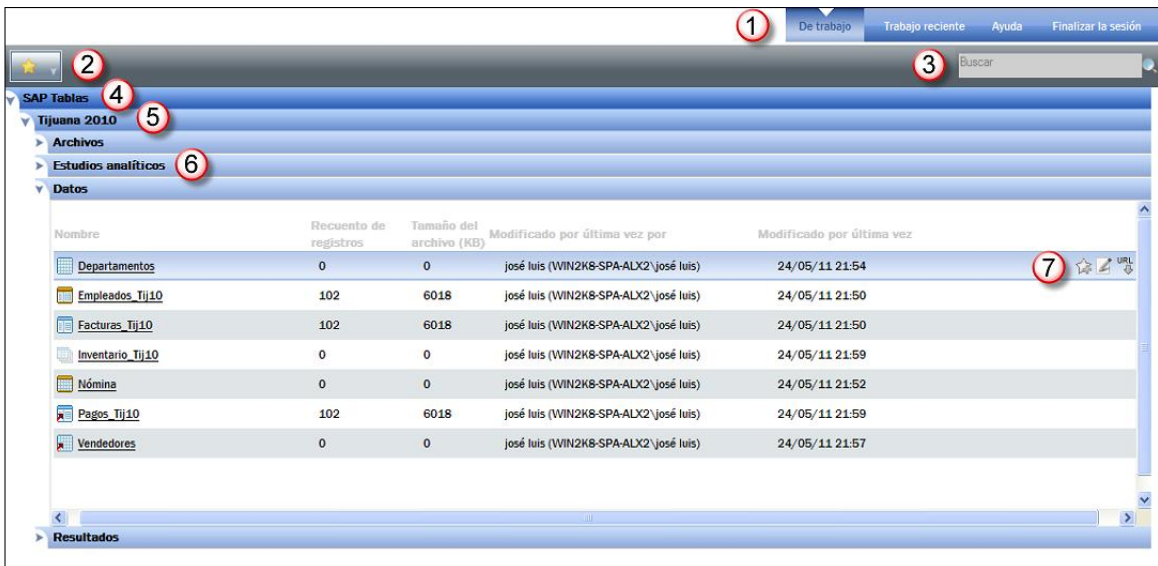 1 De trabajo Trabajo reciente Ayuda Finalizar la sesión
2 3 Buscar
SAP Tablas 4
Tijuana 2010 5
Archivos
Estudios analíticos 6
Datos
Nombre Recuento de registros Tamaño del archivo (KB) Modificado por última vez por Modificado por última vez
Departamentos 0 0 josé luis (WIN2K8-SPA-ALX2\josé luis) 24/05/11 21:54 7 URL
Empleados_Tij10 102 6018 josé luis (WIN2K8-SPA-ALX2\josé luis) 24/05/11 21:50
Facturas_Tij10 102 6018 josé luis (WIN2K8-SPA-ALX2\josé luis) 24/05/11 21:50
Inventario_Tij10 0 0 josé luis (WIN2K8-SPA-ALX2\josé luis) 24/05/11 21:59
Nómina 0 0 josé luis (WIN2K8-SPA-ALX2\josé luis) 24/05/11 21:52
Pagos_Tij10 102 6018 josé luis (WIN2K8-SPA-ALX2\josé luis) 24/05/11 21:59
Vendedores 0 0 josé luis (WIN2K8-SPA-ALX2\josé luis) 24/05/11 21:57
Resultados